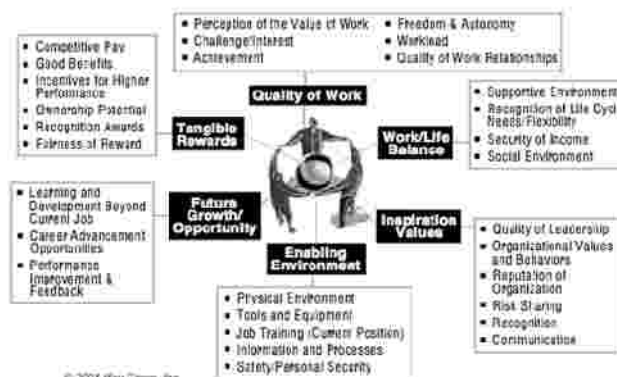 ▪ Perception of the Value of Work
▪ Challenge/Interest
▪ Achievement
▪ Freedom & Autonomy
▪ Workload
▪ Quality of Work Relationships
Quality of Work
▪ Competitive Pay
▪ Good Benefits
▪ Incentives for Higher
Performance
▪ Ownership Potential
▪ Recognition Awards
▪ Fairness of Reward
Tangible
Rewards
Work/Life
Balance
▪ Supportive Environment
▪ Recognition of Life Cycl
Needs/Flexibility
▪ Security of Income
▪ Social Environment
▪ Learning and
Development Beyond
Current Job
▪ Career Advancement
Opportunities
▪ Performance
Improvement &
Feedback
Future
Growth/
Opportunity
Inspiration
Values
▪ Quality of Leadership
▪ Organizational Values
and Behaviors
▪ Reputation of
Organization
▪ Risk Sharing
▪ Recognition
▪ Communication
Enabling
Environment
▪ Physical Environment
▪ Tools and Equipment
▪ Job Training (Current Position)
▪ Information and Processes
▪ Safety/Personal Security